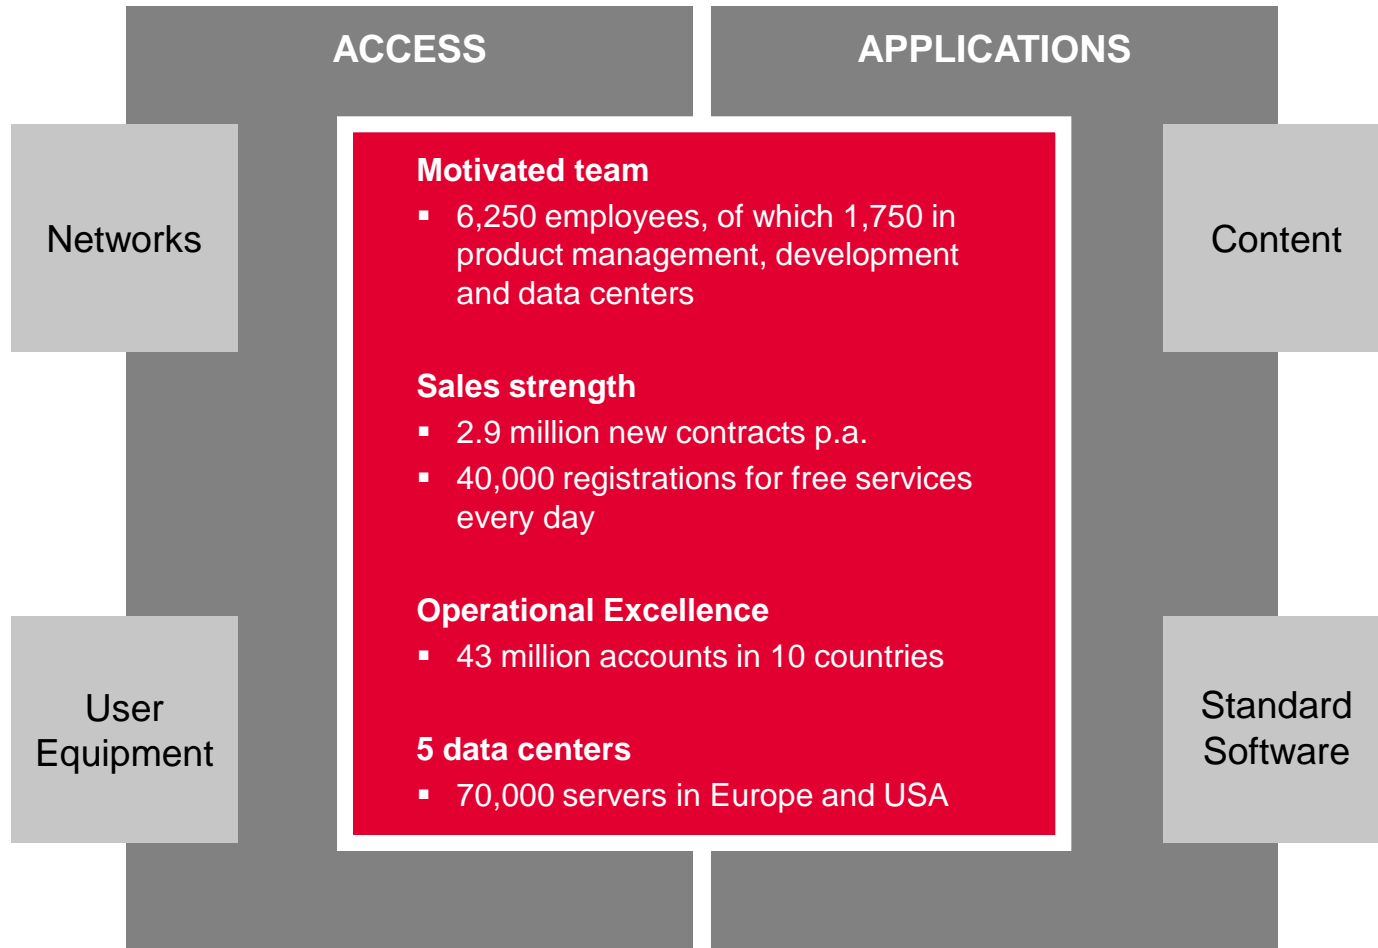 ACCESS
APPLICATIONS
Networks
User
Equipment
Motivated team
▪ 6,250 employees, of which 1,750 in
product management, development
and data centers
Sales strength
▪ 2.9 million new contracts p.a.
▪ 40,000 registrations for free services
every day
Operational Excellence
▪ 43 million accounts in 10 countries
5 data centers
▪ 70,000 servers in Europe and USA
Content
Standard
Software